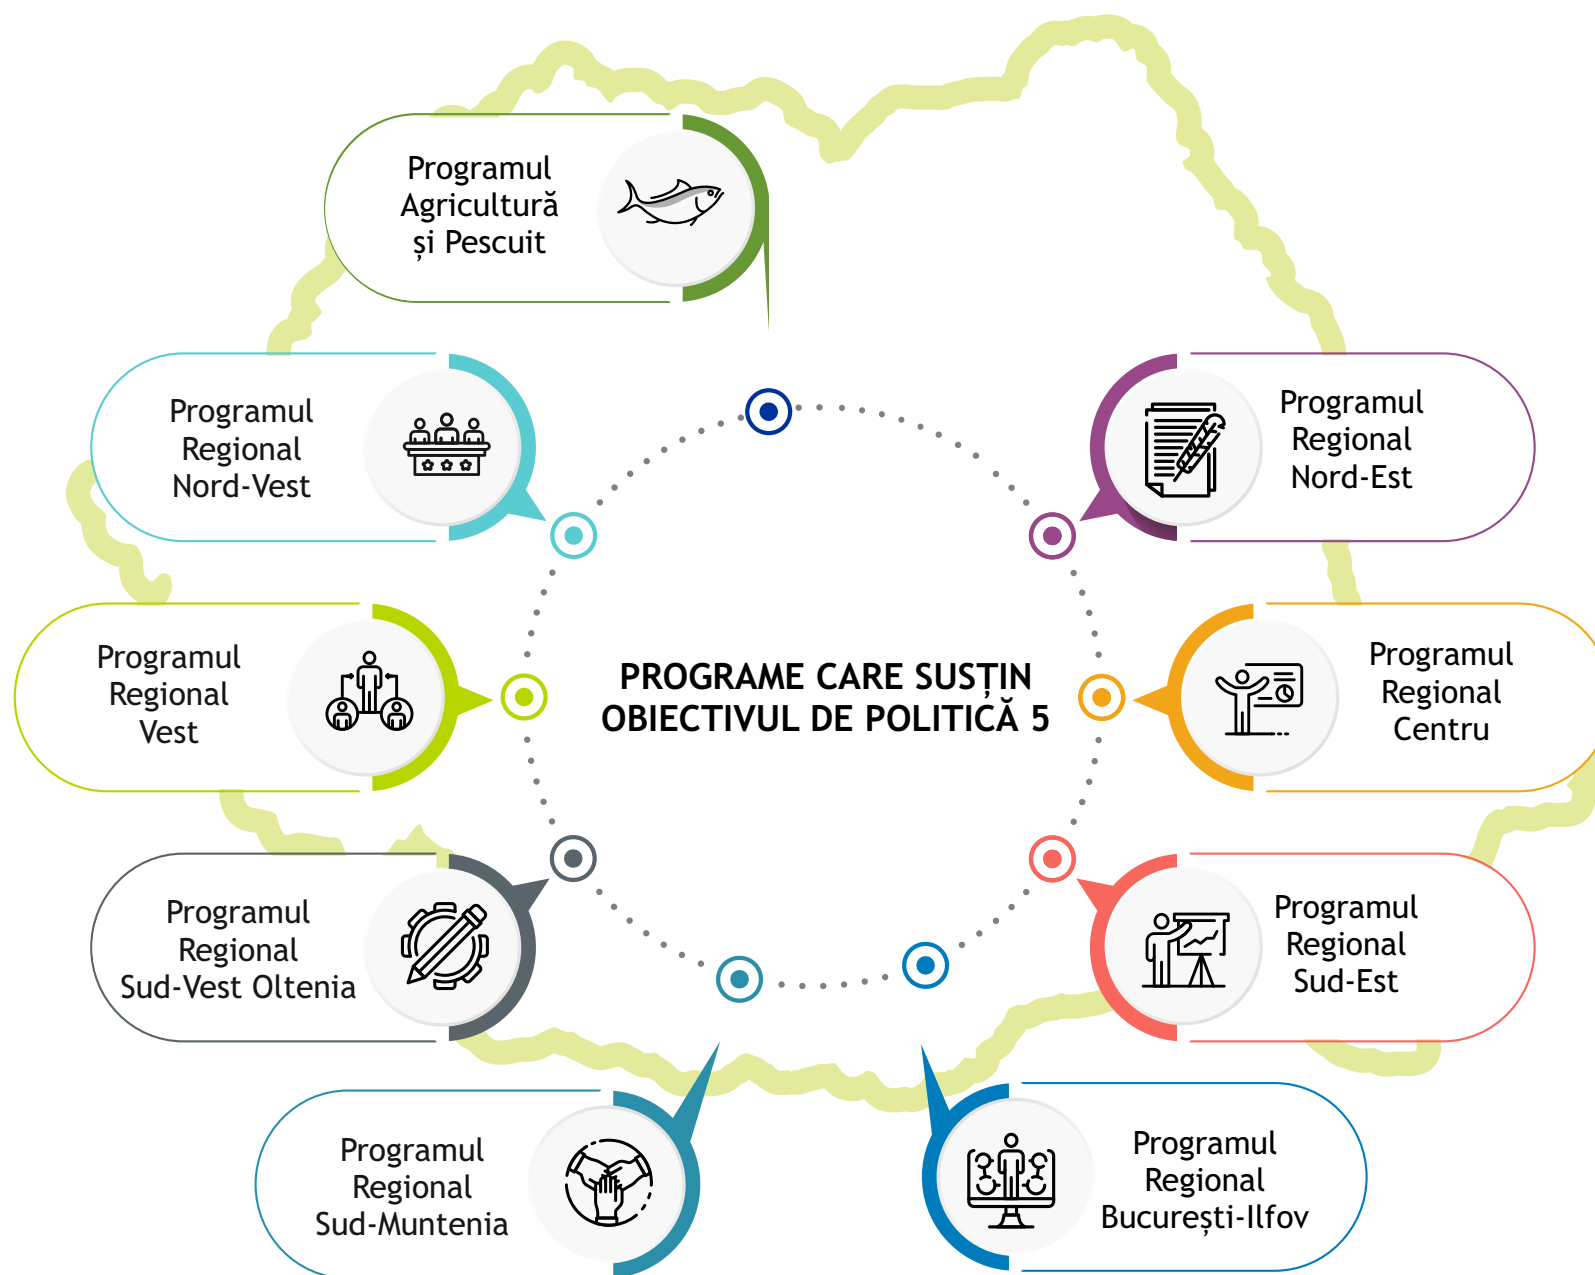 Programul
Agricultură
și Pescuit
Programul
Regional
Nord-Vest
Programul
Regional
Nord-Est
Programul
Regional
Vest
PROGRAME CARE SUSȚIN
OBIECTIVUL DE POLITICĂ 5
Programul
Regional
Centru
Programul
Regional
Sud-Vest Oltenia
Programul
Regional
Sud-Est
Programul
Regional
Sud-Muntenia
Programul
Regional
București-Ilfov